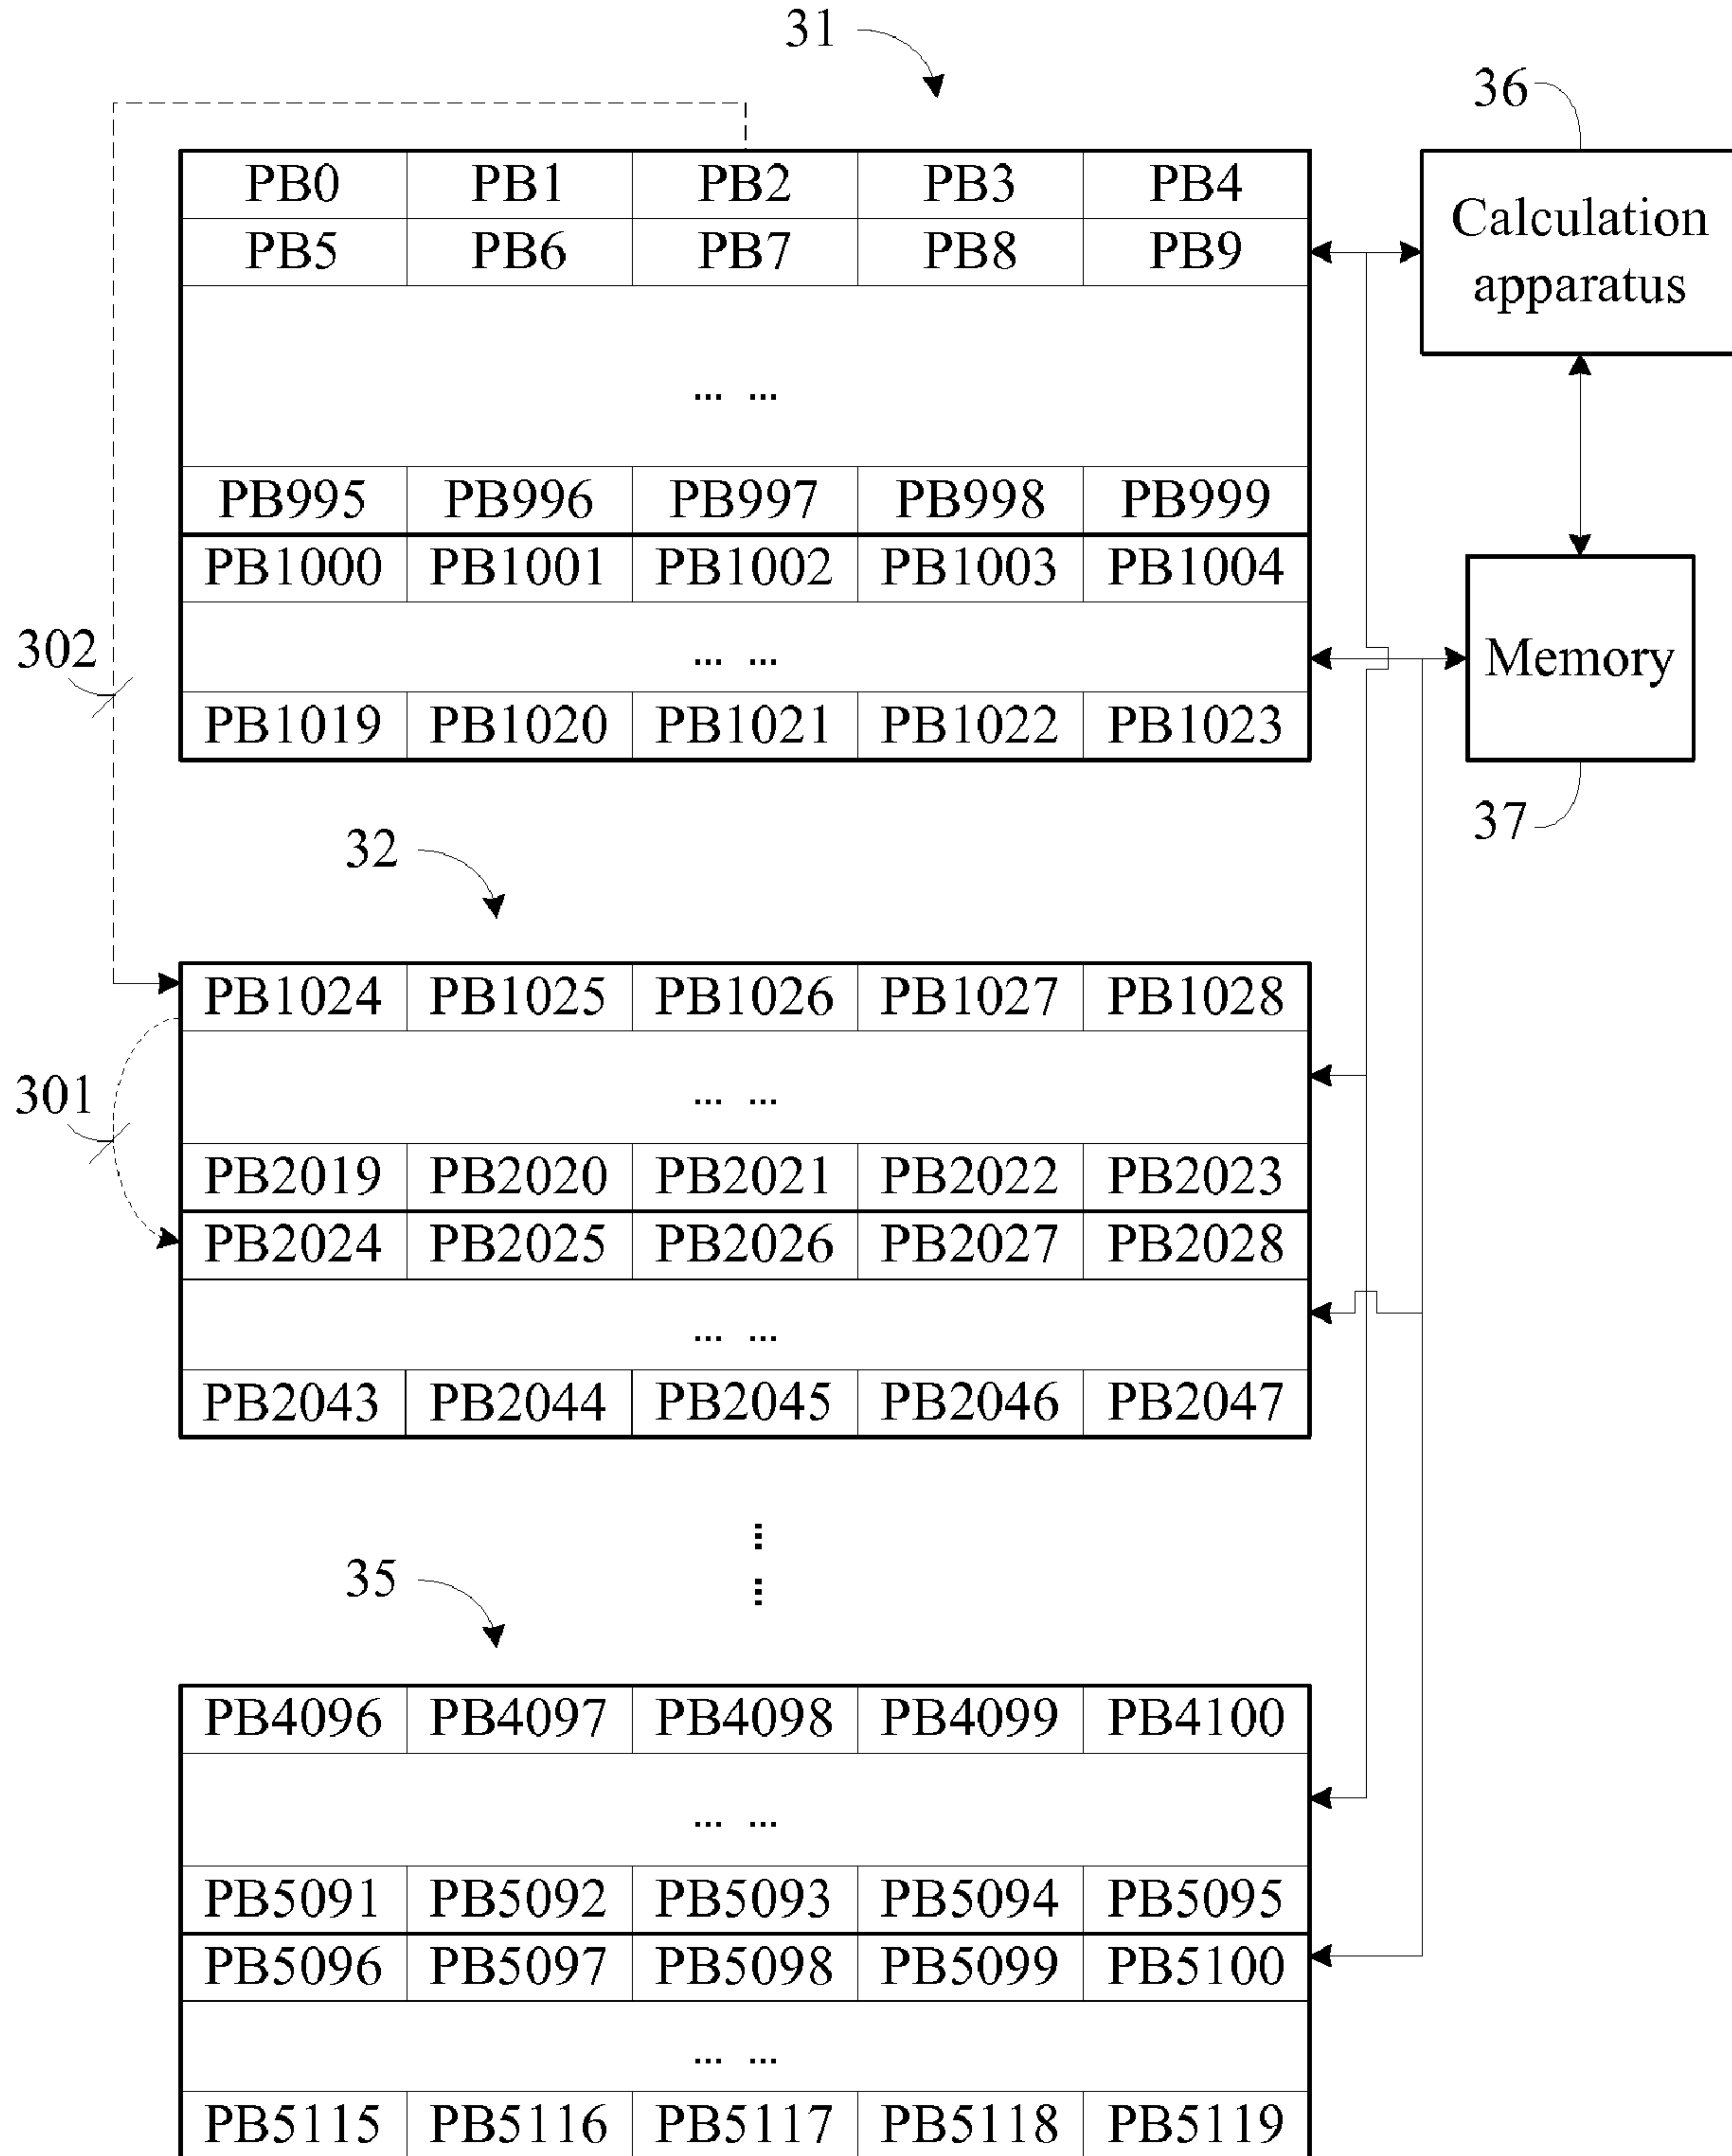 31
36
PB0 PB1 PB2 PB3 PB4
Calculation
apparatus
PB5 PB6 PB7 PB8 PB9
... ...
PB995 PB996 PB997 PB998 PB999
PB1000 PB1001 PB1002 PB1003 PB1004
302
... ...
Memory
PB1019 PB1020 PB1021 PB1022 PB1023
37
32
PB1024 PB1025 PB1026 PB1027 PB1028
301
... ...
PB2019 PB2020 PB2021 PB2022 PB2023
PB2024 PB2025 PB2026 PB2027 PB2028
... ...
PB2043 PB2044 PB2045 PB2046 PB2047
... ...
35
PB4096 PB4097 PB4098 PB4099 PB4100
... ...
PB5091 PB5092 PB5093 PB5094 PB5095
PB5096 PB5097 PB5098 PB5099 PB5100
... ...
PB5115 PB5116 PB5117 PB5118 PB5119